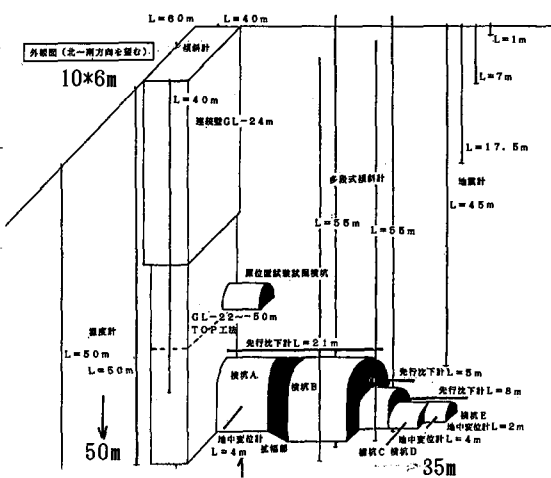 L=60m
L=40m
外観図(北-南方向を望む)
傾斜計
L=1m
10*6m
L=7m
L=40m
連続壁GL-24m
L=17.5m
多段式傾斜計
地震計
L=45m
L=55m
L=55m
原位置試験試掘横坑
GL-22~-50m
TOP工法
温度計
先行沈下計L=21m
L=50m
L=50m
横坑A
横坑B
先行沈下計L=5m
先行沈下計L=8m
横坑E
地中変位計
L=2m
地中変位計
L=4m
50m
地中変位計
L=4m
拡幅部
横坑C
横坑D
1
35m